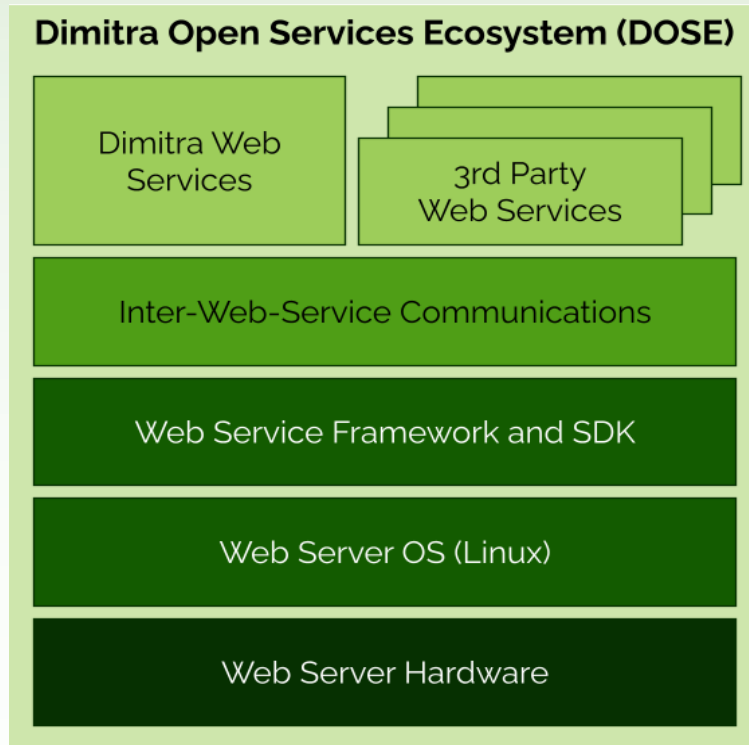 Dimitra Open Services Ecosystem (DOSE)
Dimitra Web
Services
3rd Party
Web Services
Inter-Web-Service Communications
Web Service Framework and SDK
Web Server OS (Linux)
Web Server Hardware